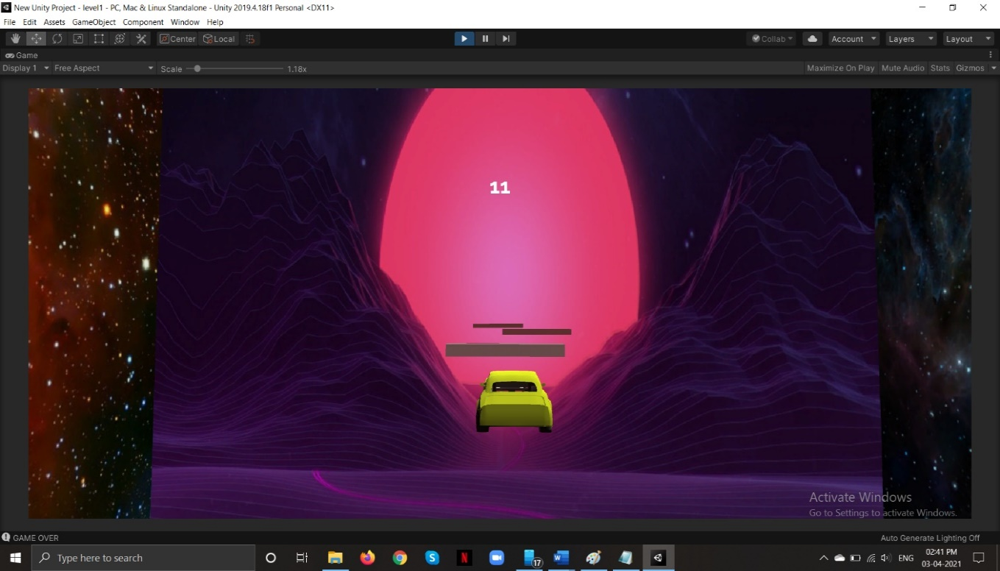 New Unity Project - level1 - PC, Mac & Linux Standalone - Unity 2019.4.18f1 Personal <DX11>
File Edit Assets GameObject Component Window Help
Center Local Collab Account Layers Layout
Game
Display 1 Free Aspect Scale 1.18x Maximize On Play Mute Audio Stats Gizmos
11
Activate Windows
Go to Settings to activate Windows.
GAME OVER Auto Generate Lighting Off
Type here to search 17 ENG 02:41 PM
03-04-2021